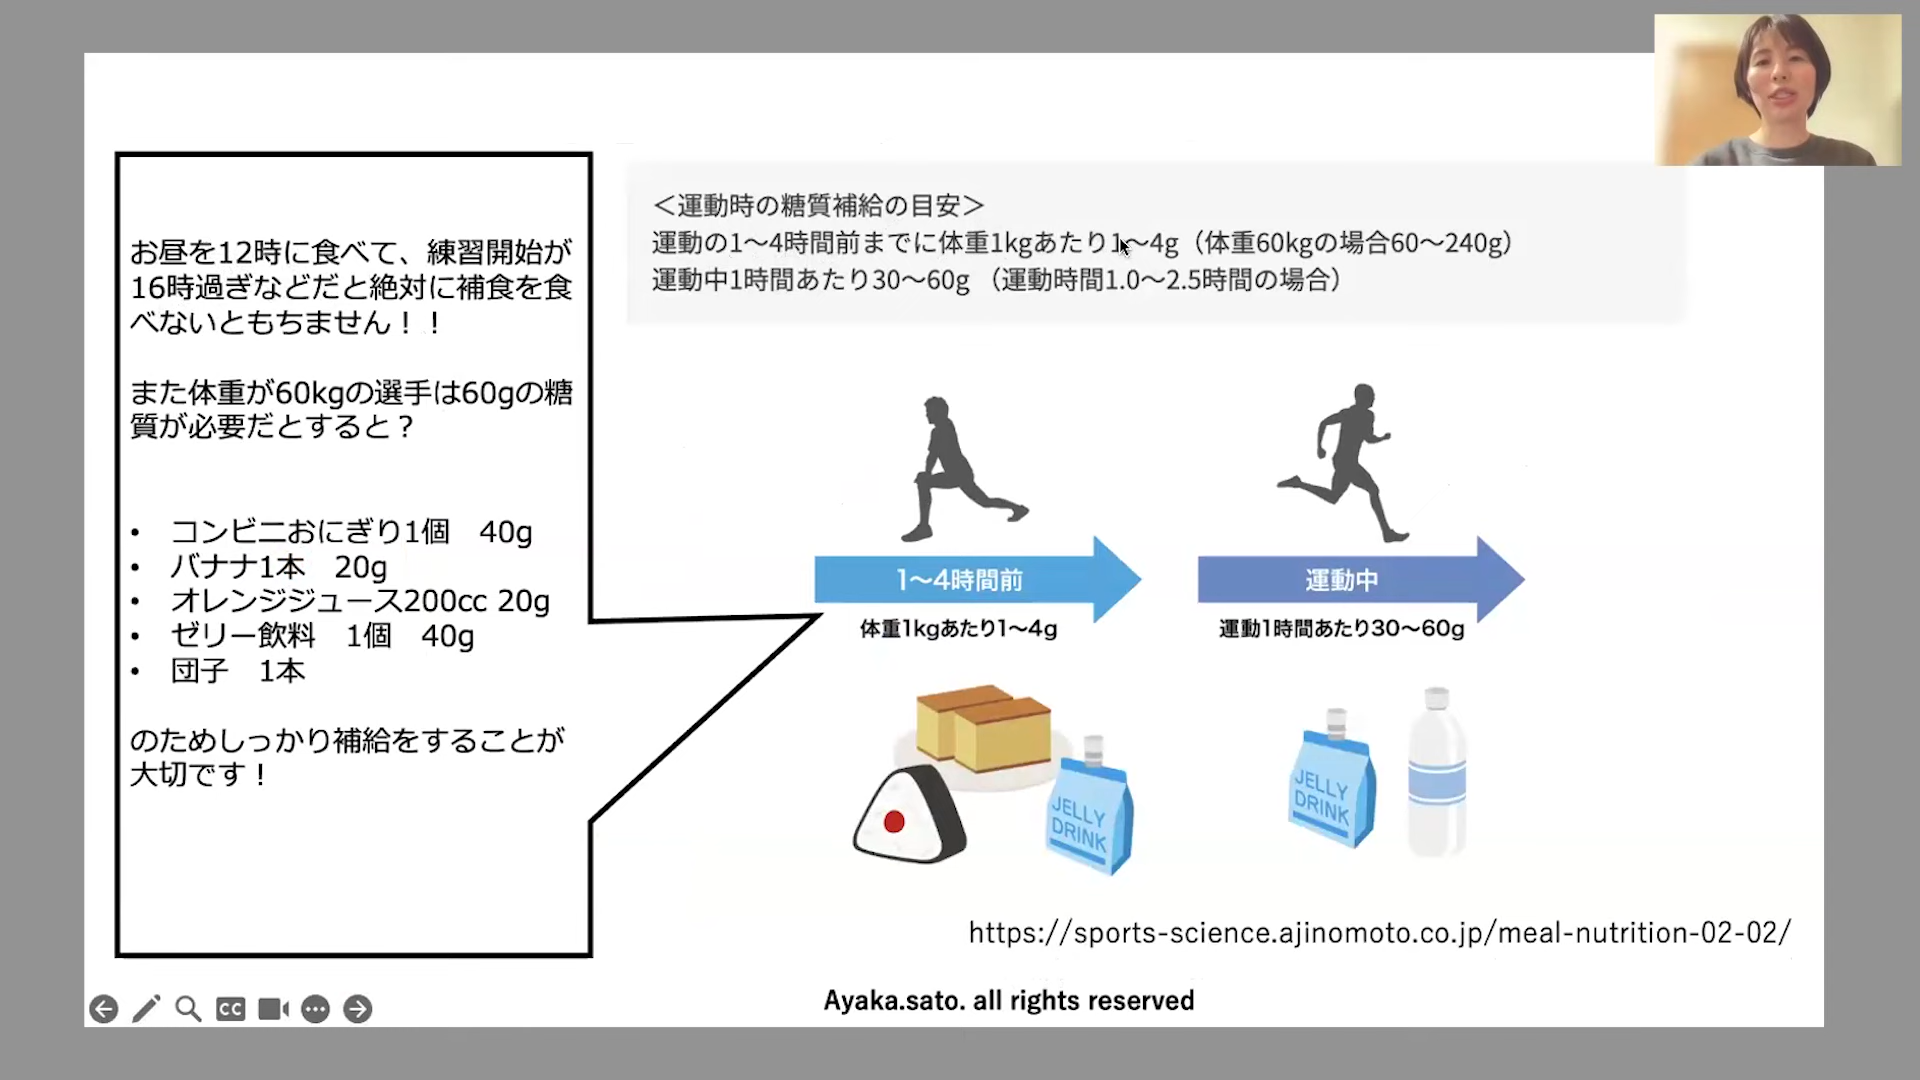 お昼を12時に食べて、練習開始が
16時過ぎなどだと絶対に補食を食
べないともちません！！
また体重が60kgの選手は60gの糖
質が必要だとすると？
• コンビニおにぎり1個　40g
• バナナ1本　20g
• オレンジジュース200cc 20g
• ゼリー飲料　1個　40g
• 団子　1本
のためしっかり補給をすることが
大切です！
＜運動時の糖質補給の目安＞
運動の1～4時間前までに体重1kgあたり1～4g（体重60kgの場合60～240g）
運動中1時間あたり30～60g （運動時間1.0～2.5時間の場合）
1～4時間前
体重1kgあたり1～4g
運動中
運動1時間あたり30～60g
JELLY
DRINK
JELLY
DRINK
https://sports-science.ajinomoto.co.jp/meal-nutrition-02-02/
Ayaka.sato. all rights reserved
CC